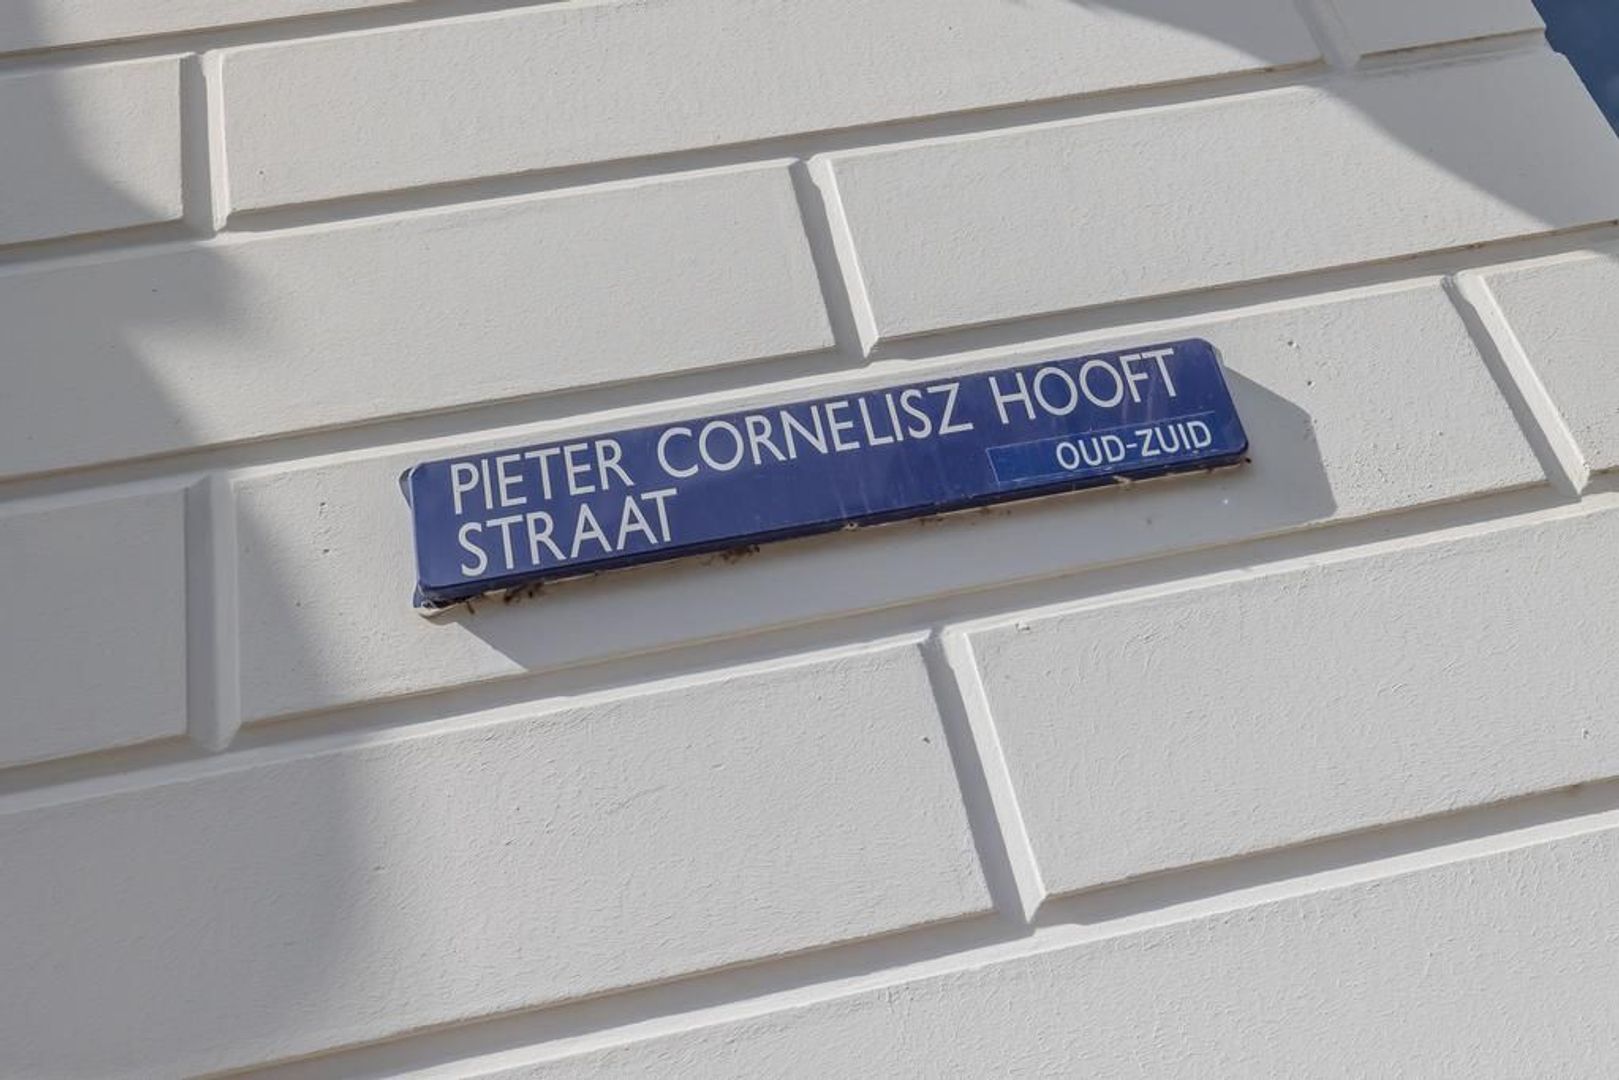 PIETER CORNELISZ HOOFT
STRAAT
OUD-ZUID